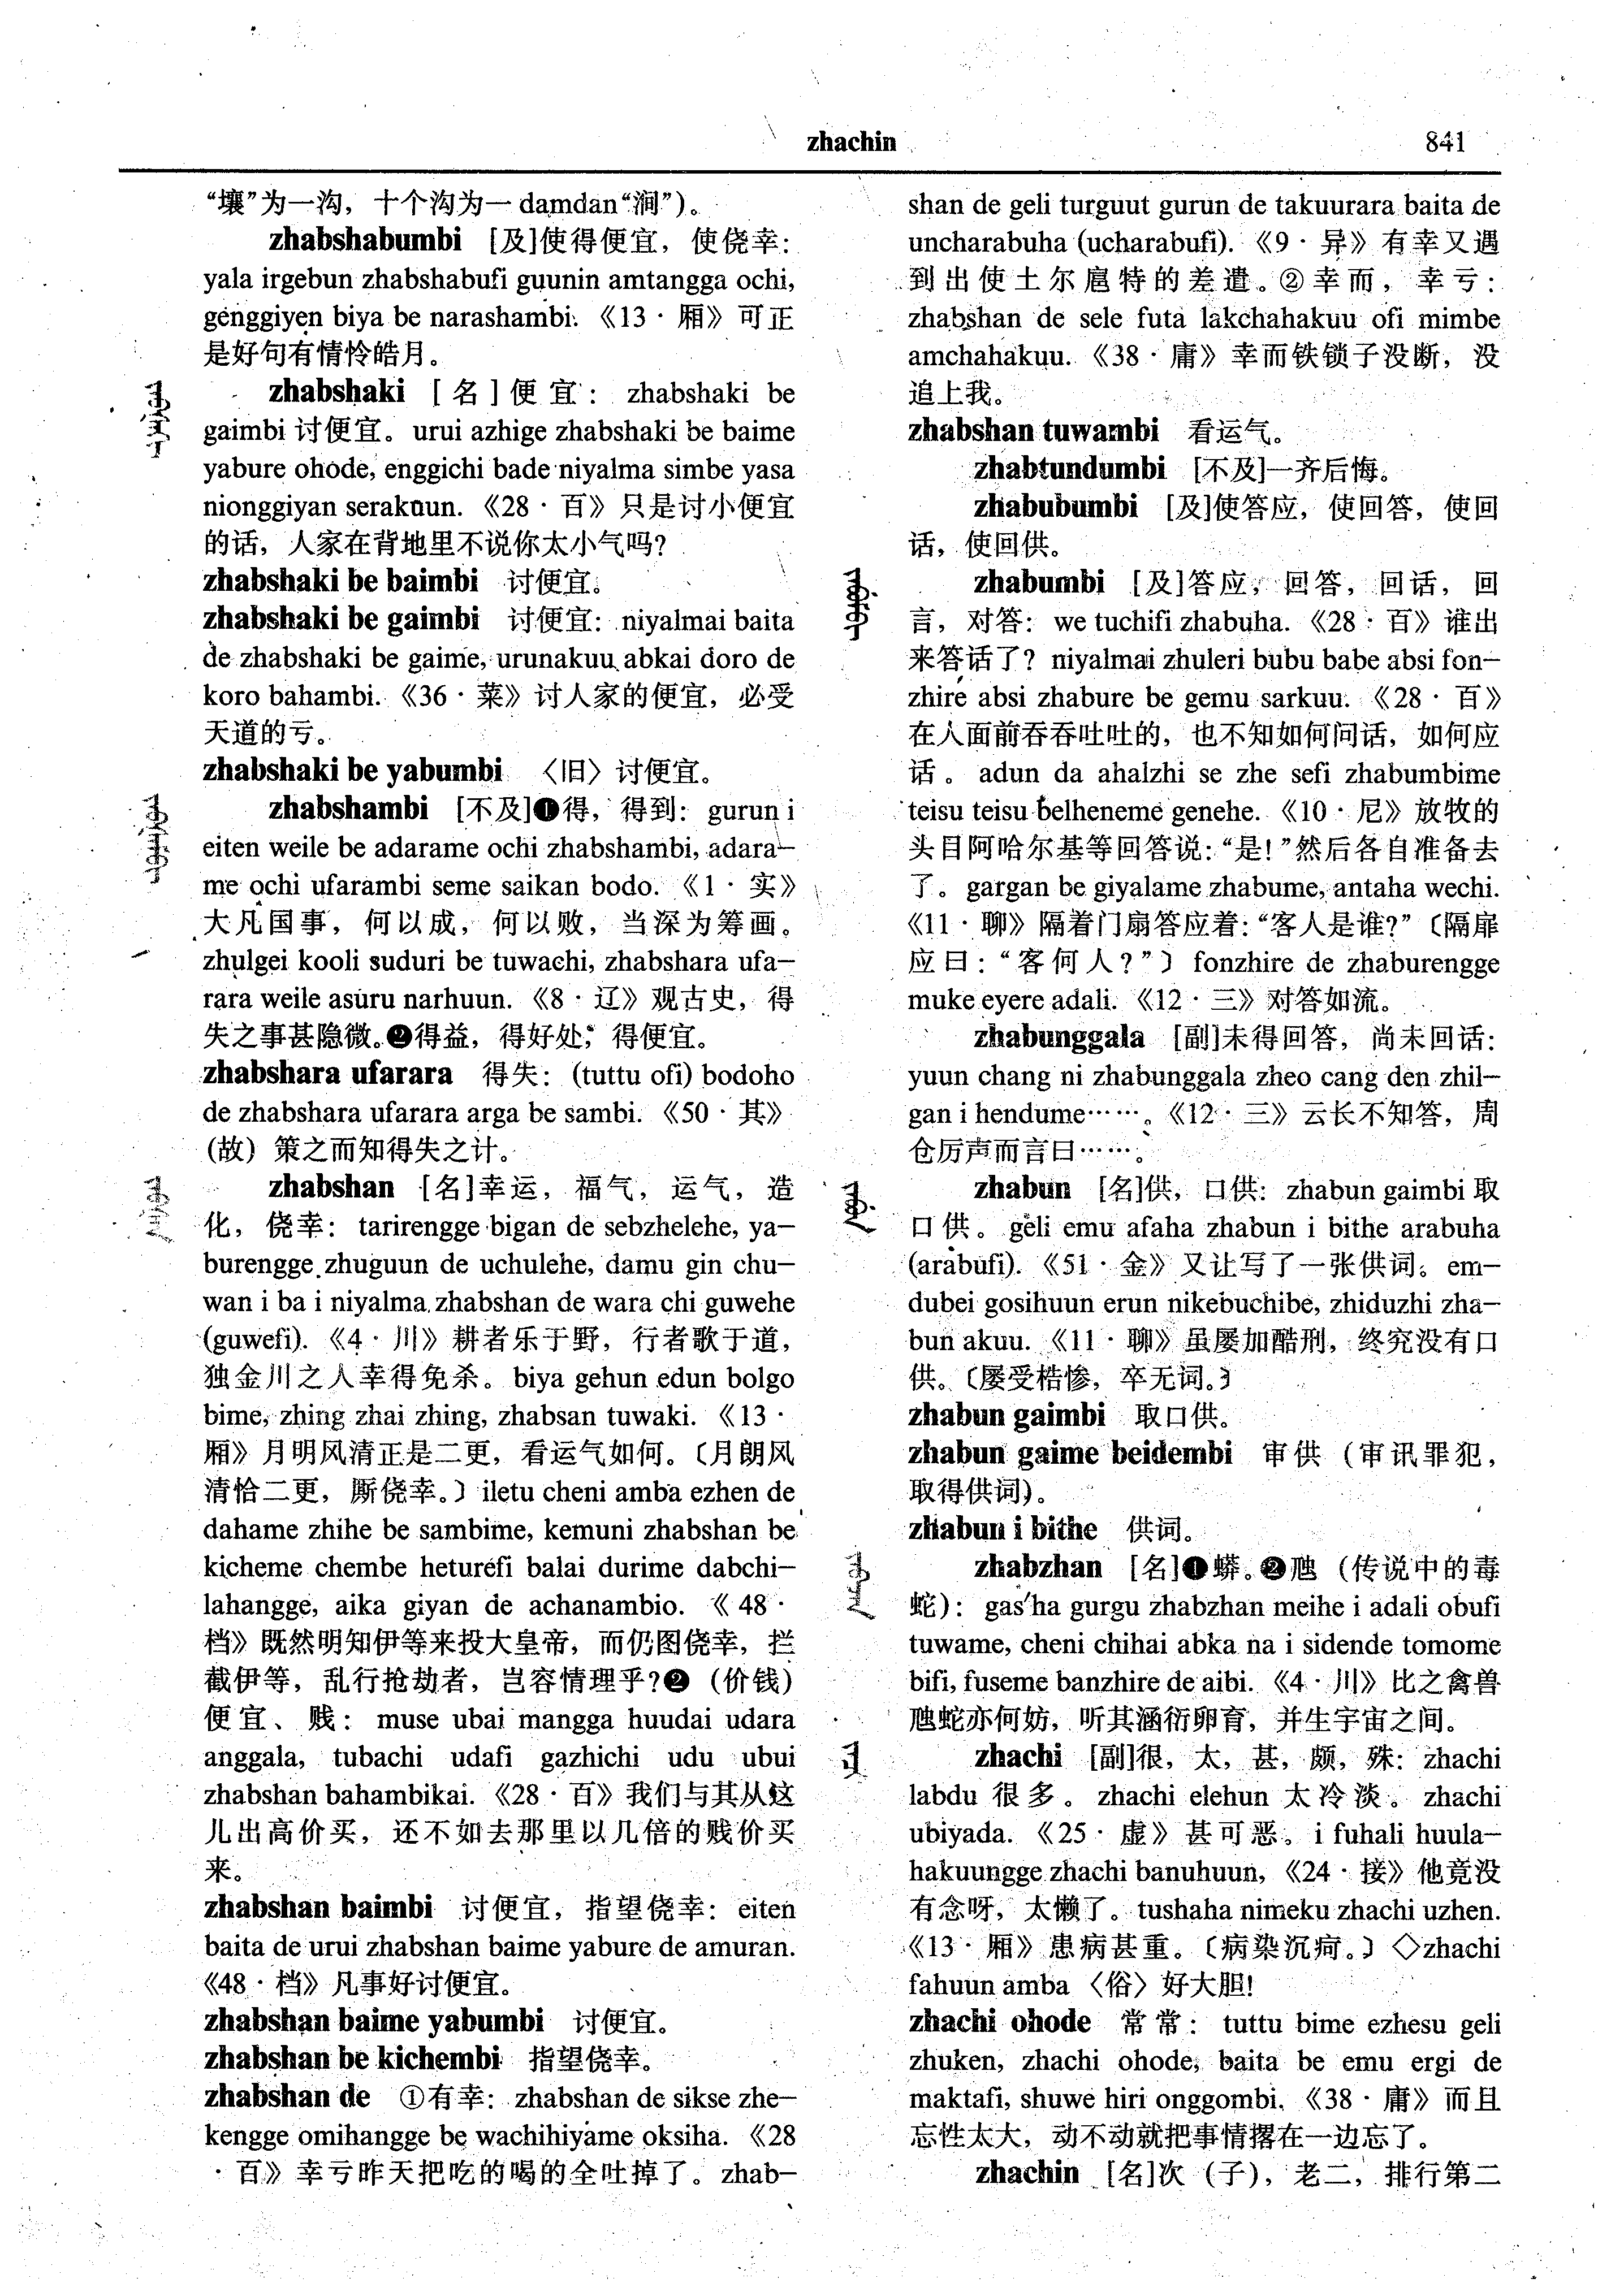 zhachin
841
“壤”为一沟，十个沟为一 damdan“涧”)。
zhabshabumbi [及]使得便宜，使侥幸：
yala irgebun zhabshabufi guunin amtangga ochi,
genggiyen biya be narashambi. 《13 · 厢》可正
是好句有情怜皓月。
zhabshaki [名]便宜： zhabshaki be
gaimbi 讨便宜。urui azhige zhabshaki be baime
yabure ohode, enggichi bade niyalma simbe yasa
nionggiyan serakuun. 《28 · 百》只是讨小便宜
的话，人家在背地里不说你太小气吗？
zhabshaki be baimbi 讨便宜。
zhabshaki be gaimbi 讨便宜： niyalmai baita
de zhabshaki be gaime, urunakuu abkai doro de
koro bahambi. 《36 · 菜》讨人家的便宜，必受
天道的亏。
zhabshaki be yabumbi 〈旧〉讨便宜。
zhabshambi [不及]❶得，得到： gurun i
eiten weile be adarame ochi zhabshambi, adara—
me ochi ufarambi seme saikan bodo. 《1 · 实》
大凡国事，何以成，何以败，当深为筹画。
zhulgei kooli suduri be tuwachi, zhabshara ufa—
rara weile asuru narhuun. 《8 · 辽》观古史，得
失之事甚隐微。❷得益，得好处；得便宜。
zhabshara ufarara 得失： (tuttu ofi) bodoho
de zhabshara ufarara arga be sambi. 《50 · 其》
(故) 策之而知得失之计。
zhabshan [名]幸运，福气，运气，造
化，侥幸： tarirengge bigan de sebzhelehe, ya—
burengge zhuguun de uchulehe, damu gin chu—
wan i ba i niyalma zhabshan de wara chi guwehe
(guwefi). 《4 · 川》耕者乐于野，行者歌于道，
独金川之人幸得免杀。biya gehun edun bolgo
bime, zhing zhai zhing, zhabsan tuwaki. 《13 ·
厢》月明风清正是二更，看运气如何。〔月朗风
清恰二更，厮侥幸。〕iletu cheni amba ezhen de
dahame zhihe be sambime, kemuni zhabshan be
kicheme chembe heturefi balai durime dabchi—
lahangge, aika giyan de achanambio. 《48 ·
档》既然明知伊等来投大皇帝，而仍图侥幸，拦
截伊等，乱行抢劫者，岂容情理乎？❷（价钱）
便宜、贱： muse ubai mangga huudai udara
anggala, tubachi udafi gazhichi udu ubui
zhabshan bahambikai. 《28 · 百》我们与其从这
儿出高价买，还不如去那里以几倍的贱价买
来。
zhabshan baimbi 讨便宜，指望侥幸： eiten
baita de urui zhabshan baime yabure de amuran.
《48 · 档》凡事好讨便宜。
zhabshan baime yabumbi 讨便宜。
zhabshan be kichembi 指望侥幸。
zhabshan de ①有幸： zhabshan de sikse zhe—
kengge omihangge be wachihiyame oksiha. 《28
· 百》幸亏昨天把吃的喝的全吐掉了。zhab—
shan de geli turguut gurun de takuurara baita de
uncharabuha (ucharabufi). 《9 · 异》有幸又遇
到出使土尔扈特的差遣。②幸而，幸亏：
zhabshan de sele futa lakchahakuu ofi mimbe
amchahakuu. 《38 · 庸》幸而铁锁子没断，没
追上我。
zhabshan tuwambi 看运气。
zhabtundumbi [不及]一齐后悔。
zhabubumbi [及]使答应，使回答，使回
话，使回供。
zhabumbi [及]答应，回答，回话，回
言，对答： we tuchifi zhabuha. 《28 · 百》谁出
来答话了？ niyalmai zhuleri bubu babe absi fon—
zhire absi zhabure be gemu sarkuu. 《28 · 百》
在人面前吞吞吐吐的，也不知如何问话，如何应
话。adun da ahalzhi se zhe sefi zhabumbime
teisu teisu belheneme genehe. 《10 · 尼》放牧的
头目阿哈尔基等回答说：“是！”然后各自准备去
了。gargan be giyalame zhabume, antaha wechi.
《11 · 聊》隔着门扇答应着：“客人是谁？”〔隔扉
应曰：“客何人？”〕fonzhire de zhaburengge
muke eyere adali. 《12 · 三》对答如流。
zhabunggala [副]未得回答，尚未回话：
yuun chang ni zhabunggala zheo cang den zhil—
gan i hendume……。《12 · 三》云长不知答，周
仓厉声而言曰……。
zhabun [名]供，口供： zhabun gaimbi 取
口供。geli emu afaha zhabun i bithe arabuha
(arabufi). 《51 · 金》又让写了一张供词。em—
dubei gosihuun erun nikebuchibe, zhiduzhi zha—
bun akuu. 《11 · 聊》虽屡加酷刑，终究没有口
供。〔屡受梏惨，卒无词。〕
zhabun gaimbi 取口供。
zhabun gaime beidembi 审供（审讯罪犯，
取得供词）。
zhabun i bithe 供词。
zhabzhan [名]❶蟒。❷虺（传说中的毒
蛇）： gas'ha gurgu zhabzhan meihe i adali obufi
tuwame, cheni chihai abka na i sidende tomome
bifi, fuseme banzhire de aibi. 《4 · 川》比之禽兽
虺蛇亦何妨，听其涵衍卵育，并生宇宙之间。
zhachi [副]很，太，甚，颇，殊： zhachi
labdu 很多。zhachi elehun 太冷淡。zhachi
ubiyada. 《25 · 虚》甚可恶。i fuhali huula—
hakuungge zhachi banuhuun, 《24 · 接》他竟没
有念呀，太懒了。tushaha nimeku zhachi uzhen.
《13 · 厢》患病甚重。〔病染沉疴。〕◇zhachi
fahuun amba 〈俗〉好大胆！
zhachi ohode 常常： tuttu bime ezhesu geli
zhuken, zhachi ohode, baita be emu ergi de
maktafi, shuwe hiri onggombi. 《38 · 庸》而且
忘性太大，动不动就把事情撂在一边忘了。
zhachin [名]次（子），老二，排行第二